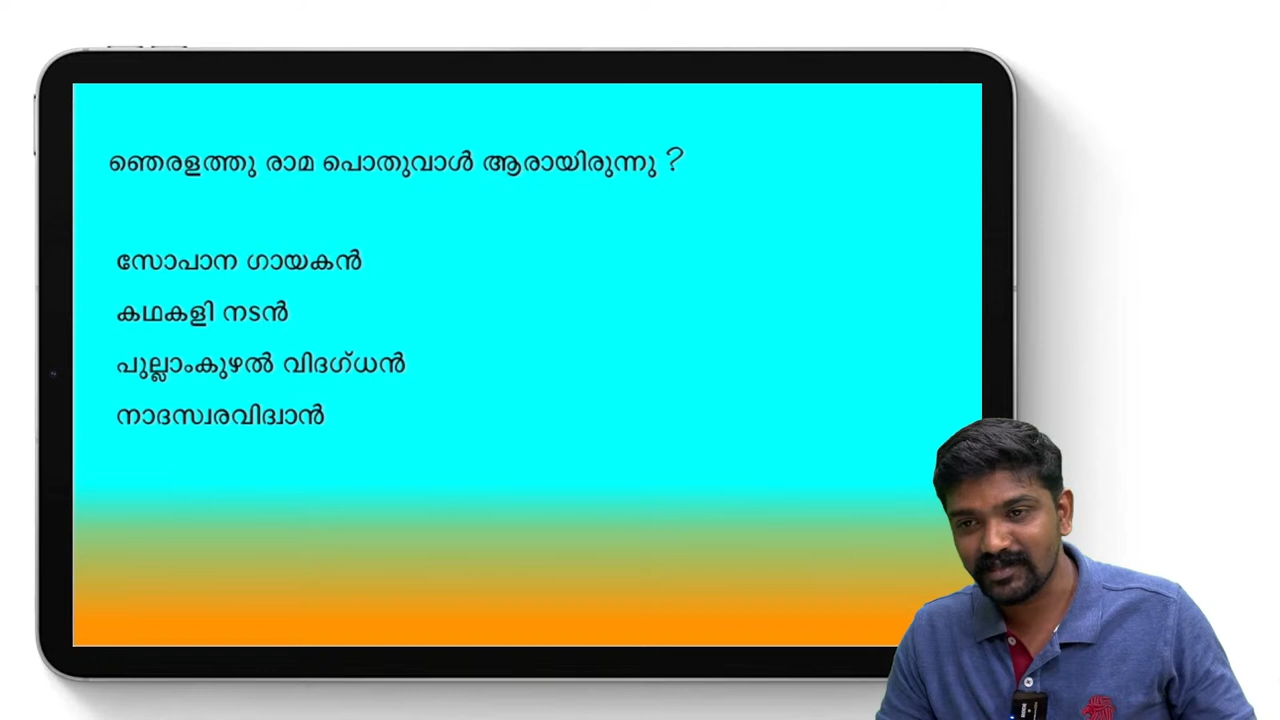 ഞെരളത്തു രാമ പൊതുവാൾ ആരായിരുന്നു ?
സോപാന ഗായകൻ
കഥകളി നടൻ
പുല്ലാംകുഴൽ വിദഗ്ധൻ
നാദസ്വരവിദ്വാൻ